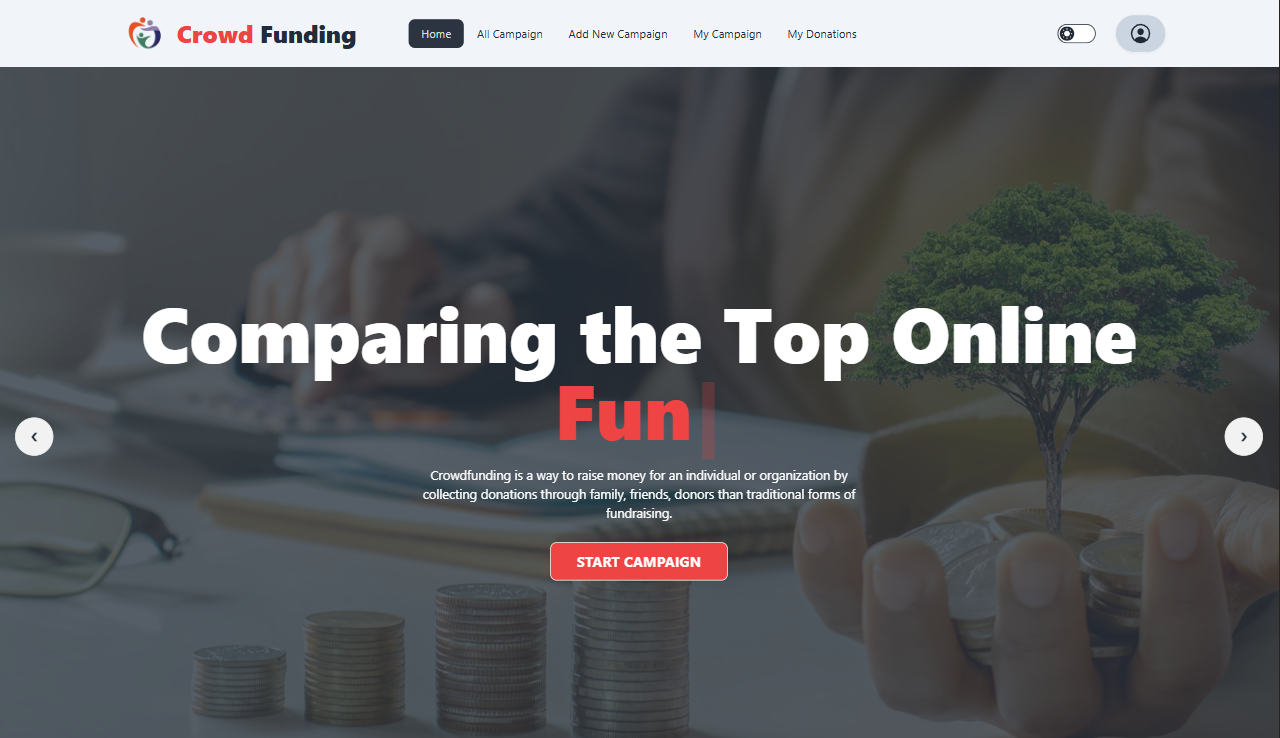 Crowd Funding
Home
All Campaign
Add New Campaign
My Campaign
My Donations
Comparing the Top Online
Fun
Crowdfunding is a way to raise money for an individual or organization by
collecting donations through family, friends, donors than traditional forms of
fundraising.
START CAMPAIGN